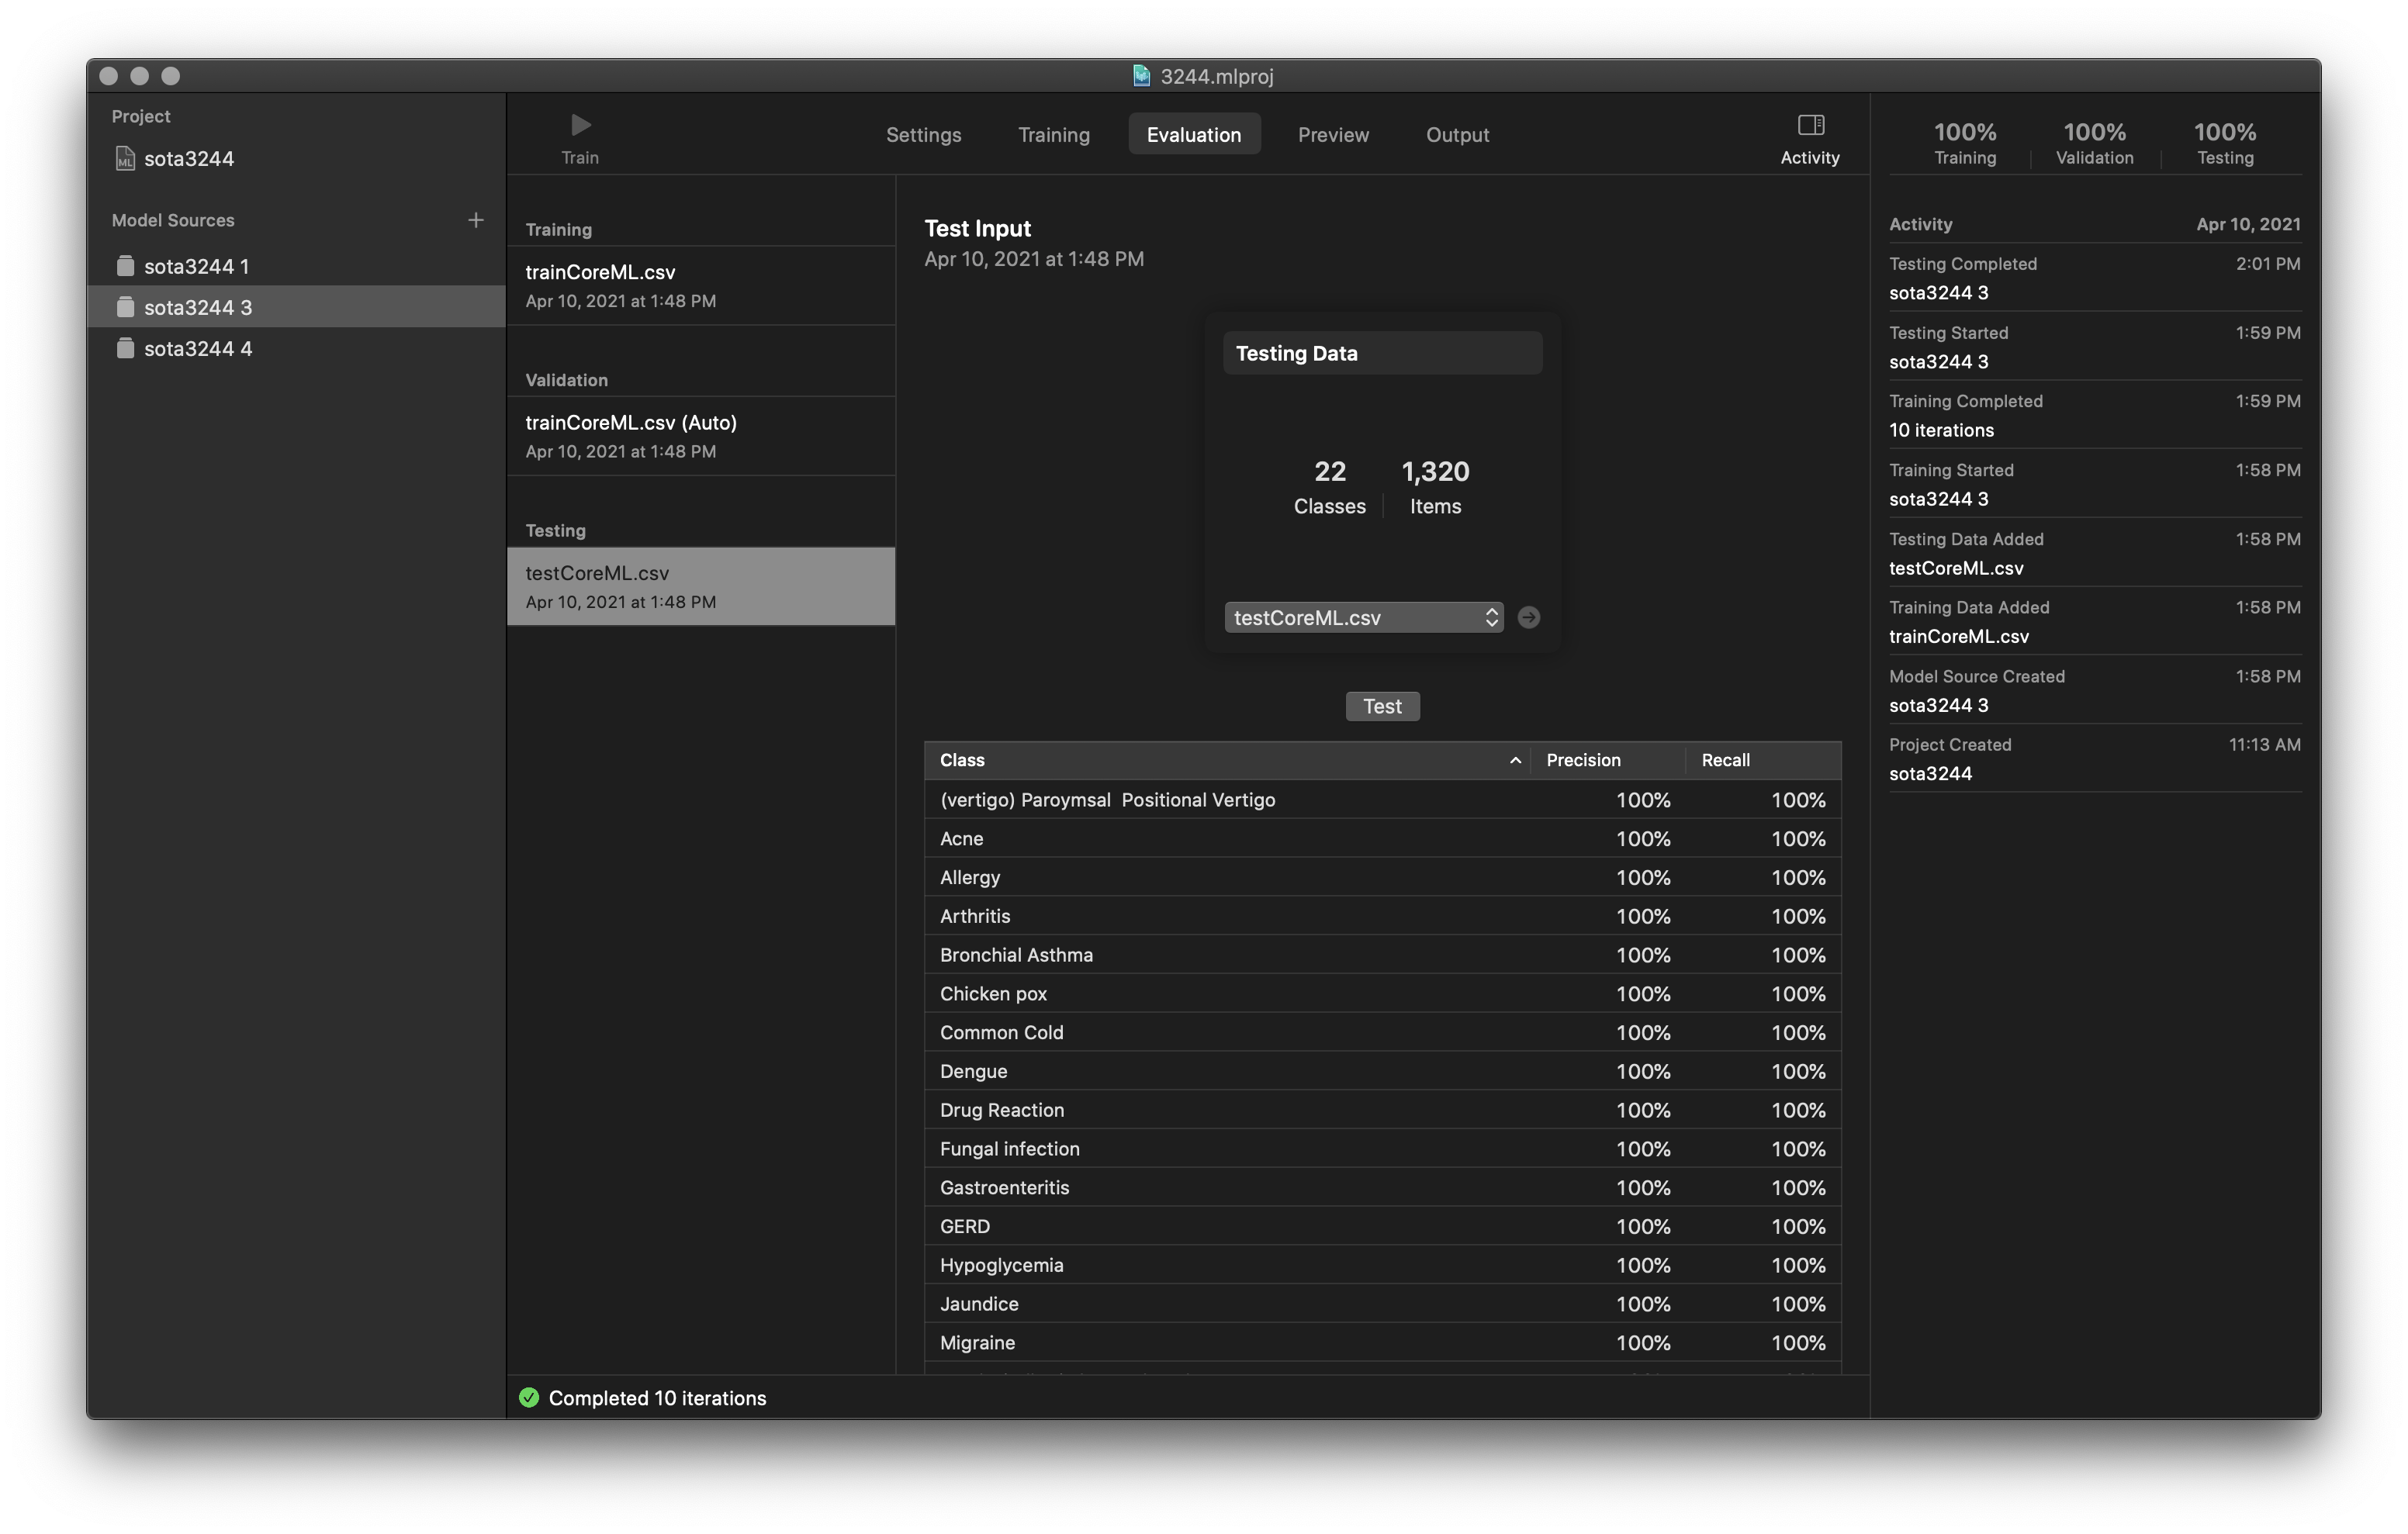 3244.mlproj
Project
ML
sota3244
Model Sources
sota3244 1
sota3244 3
sota3244 4
Train
Settings Training Evaluation Preview Output
Activity
Training
trainCoreML.csv
Apr 10, 2021 at 1:48 PM
Validation
trainCoreML.csv (Auto)
Apr 10, 2021 at 1:48 PM
Testing
testCoreML.csv
Apr 10, 2021 at 1:48 PM
Test Input
Apr 10, 2021 at 1:48 PM
Testing Data
22 1,320
Classes Items
testCoreML.csv
Test
Class Precision Recall
(vertigo) Paroymsal  Positional Vertigo 100% 100%
Acne 100% 100%
Allergy 100% 100%
Arthritis 100% 100%
Bronchial Asthma 100% 100%
Chicken pox 100% 100%
Common Cold 100% 100%
Dengue 100% 100%
Drug Reaction 100% 100%
Fungal infection 100% 100%
Gastroenteritis 100% 100%
GERD 100% 100%
Hypoglycemia 100% 100%
Jaundice 100% 100%
Migraine 100% 100%
Completed 10 iterations
100% 100% 100%
Training Validation Testing
Activity Apr 10, 2021
Testing Completed 2:01 PM
sota3244 3
Testing Started 1:59 PM
sota3244 3
Training Completed 1:59 PM
10 iterations
Training Started 1:58 PM
sota3244 3
Testing Data Added 1:58 PM
testCoreML.csv
Training Data Added 1:58 PM
trainCoreML.csv
Model Source Created 1:58 PM
sota3244 3
Project Created 11:13 AM
sota3244